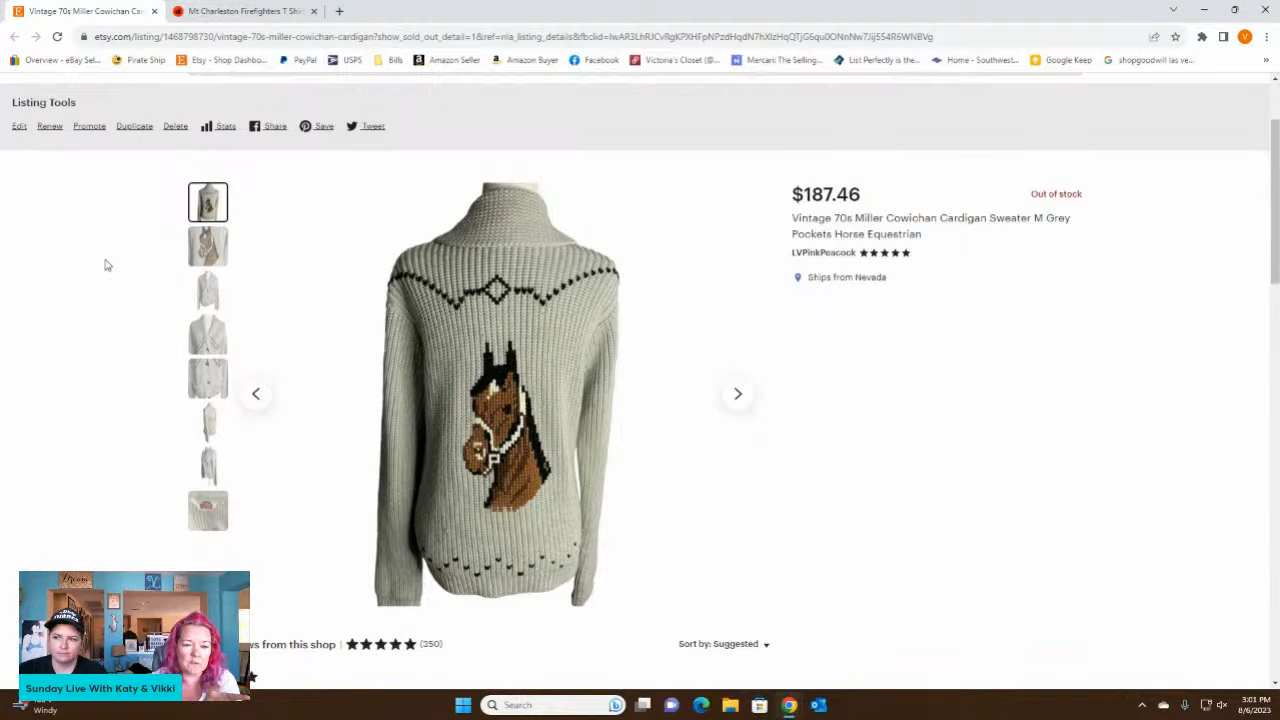 Vintage 70s Miller Cowichan Car
Mt Charleston Firefighters T Shirt
etsy.com/listing/1468798730/vintage-70s-miller-cowichan-cardigan?show_sold_out_detail=1&ref=nla_listing_details&fbclid=
Overview - eBay Sel... Pirate Ship Etsy - Shop Dashbo... PayPal USPS Bills Amazon Seller Amazon Buyer Facebook Victoria's Closet (@... Mercari: The Selling... List Perfectly is the... Home - Southwest... Google Keep shopgoodwill las ve...
Listing Tools
Edit Renew Promote Duplicate Delete Stats Share Save Tweet
$187.46 Out of stock
Vintage 70s Miller Cowichan Cardigan Sweater M Grey
Pockets Horse Equestrian
LVPinkPeacock
Ships from Nevada
ws from this shop (350) Sort by: Suggested
Sunday Live With Katy & Vikki
Windy
Search
3:01 PM
8/6/2023